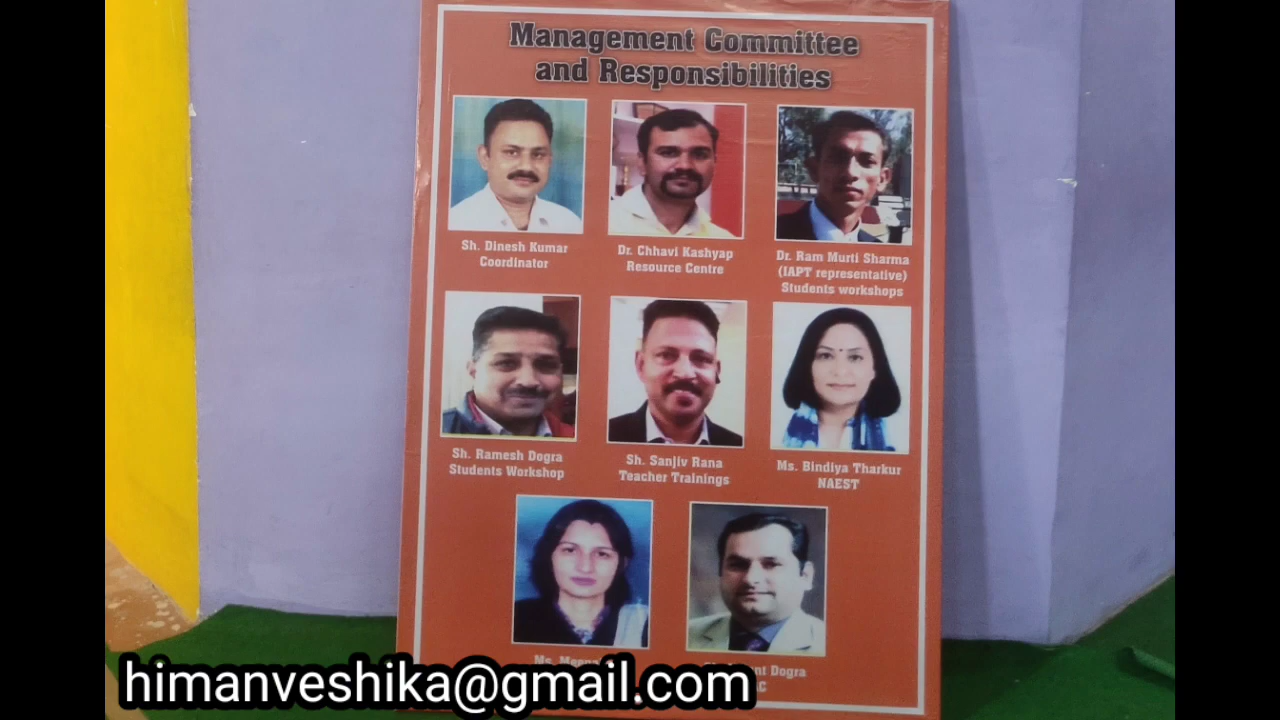 Management Committee
and Responsibilities
Sh. Dinesh Kumar
Coordinator
Dr. Chhavi Kashyap
Resource Centre
Dr. Ram Murti Sharma
(IAPT representative)
Students workshops
Sh. Ramesh Dogra
Students Workshop
Sh. Sanjiv Rana
Teacher Trainings
Ms. Bindiya Tharkur
NAEST
Ms.
Dogra
himanveshika@gmail.com